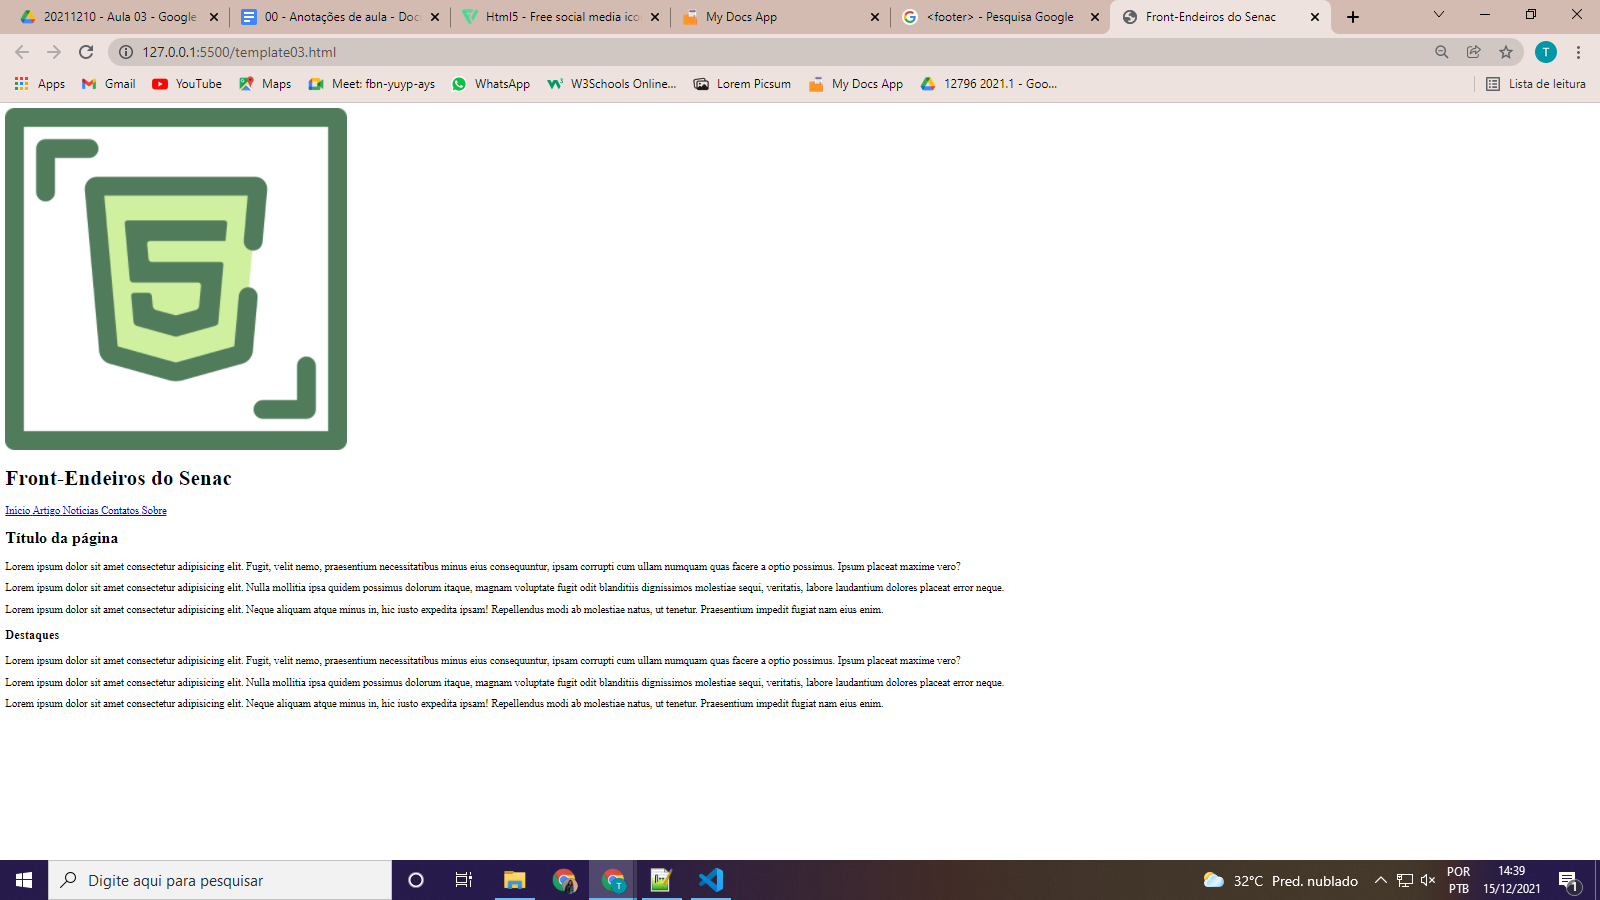 20211210 - Aula 03 - Google
00 - Anotações de aula - Doc
Html5 - Free social media ico
My Docs App
<footer> - Pesquisa Google
Front-Endeiros do Senac
127.0.0.1:5500/template03.html
T
Apps
Gmail
YouTube
Maps
Meet: fbn-yuyp-ays
WhatsApp
W3Schools Online...
Lorem Picsum
My Docs App
12796 2021.1 - Goo...
Lista de leitura
Front-Endeiros do Senac
Início Artigo Notícias Contatos Sobre
Título da página
Lorem ipsum dolor sit amet consectetur adipisicing elit. Fugit, velit nemo, praesentium necessitatibus minus eius consequuntur, ipsam corrupti cum ullam numquam quas facere a optio possimus. Ipsum placeat maxime vero?
Lorem ipsum dolor sit amet consectetur adipisicing elit. Nulla mollitia ipsa quidem possimus dolorum itaque, magnam voluptate fugit odit blanditiis dignissimos molestiae sequi, veritatis, labore laudantium dolores placeat error neque.
Lorem ipsum dolor sit amet consectetur adipisicing elit. Neque aliquam atque minus in, hic iusto expedita ipsam! Repellendus modi ab molestiae natus, ut tenetur. Praesentium impedit fugiat nam eius enim.
Destaques
Lorem ipsum dolor sit amet consectetur adipisicing elit. Fugit, velit nemo, praesentium necessitatibus minus eius consequuntur, ipsam corrupti cum ullam numquam quas facere a optio possimus. Ipsum placeat maxime vero?
Lorem ipsum dolor sit amet consectetur adipisicing elit. Nulla mollitia ipsa quidem possimus dolorum itaque, magnam voluptate fugit odit blanditiis dignissimos molestiae sequi, veritatis, labore laudantium dolores placeat error neque.
Lorem ipsum dolor sit amet consectetur adipisicing elit. Neque aliquam atque minus in, hic iusto expedita ipsam! Repellendus modi ab molestiae natus, ut tenetur. Praesentium impedit fugiat nam eius enim.
Digite aqui para pesquisar
T
32°C Pred. nublado
POR
PTB
14:39
15/12/2021
1